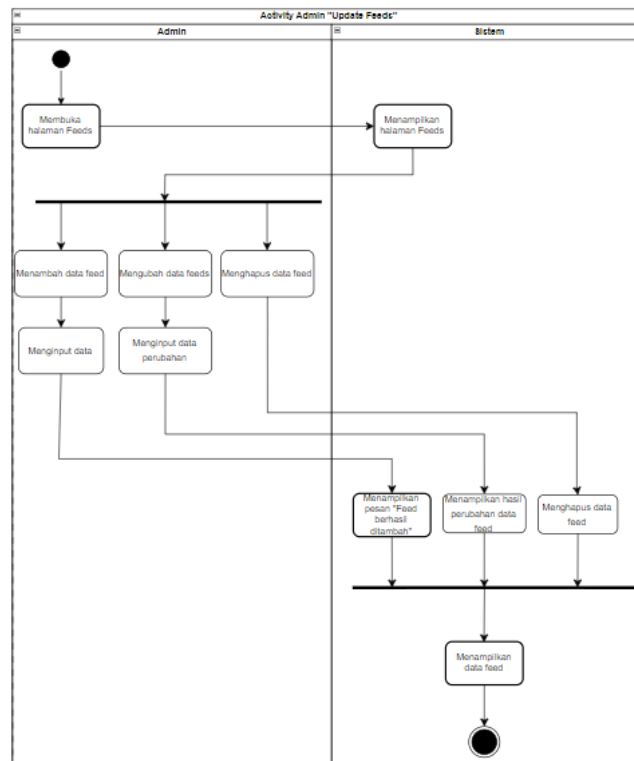 Activity Admin "Update Feeds"
Admin
Sistem
Membuka
halaman Feeds
Menampilkan
halaman Feeds
Menambah data feed
Mengubah data feeds
Menghapus data feed
Menginput data
Menginput data
perubahan
Menampilkan
pesan "Feed
berhasil
ditambah"
Menampilkan hasil
perubahan data
feed
Menghapus data
feed
Menampilkan
data feed